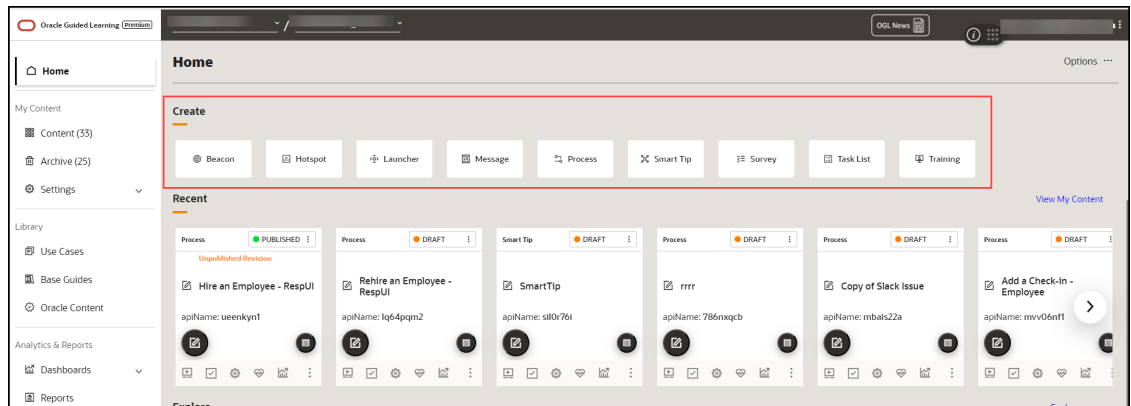 Oracle Guided Learning Premium
/
OGL News
Home
Home
Options ...
My Content
Content (33)
Archive (25)
Settings
Library
Use Cases
Base Guides
Oracle Content
Analytics & Reports
Dashboards
Reports
Create
Beacon
Hotspot
Launcher
Message
Process
Smart Tip
Survey
Task List
Training
Recent
View My Content
Process
PUBLISHED
Unpublished Revision
Hire an Employee - RespUI
apiName: ueenkyn1
Process
DRAFT
Rehire an Employee -
RespUI
apiName: lq64pqm2
Smart Tip
DRAFT
SmartTip
apiName: sil0r76i
Process
DRAFT
rrrr
apiName: 786nxqcb
Process
DRAFT
Copy of Slack Issue
apiName: mbais22a
Process
DRAFT
Add a Check-in -
Employee
apiName: mvv06nf1